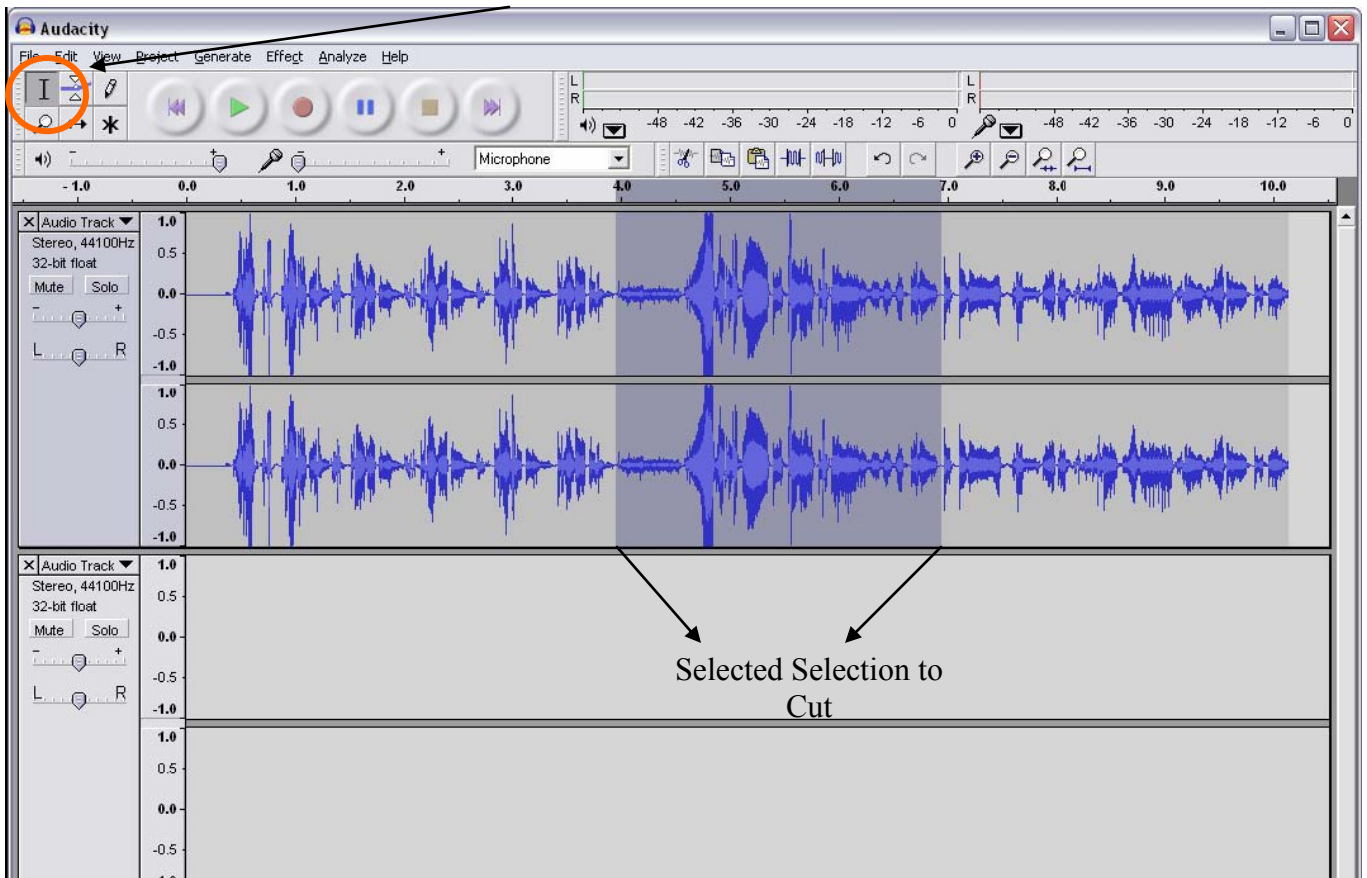 Audacity
File Edit View Project Generate Effect Analyze Help
L
R
-48 -42 -36 -30 -24 -18 -12 -6 0
L
R
-48 -42 -36 -30 -24 -18 -12 -6 0
- +
- +
Microphone
- 1.0 0.0 1.0 2.0 3.0 4.0 5.0 6.0 7.0 8.0 9.0 10.0
X Audio Track
Stereo, 44100Hz
32-bit float
Mute Solo
- +
L R
1.0
0.5
0.0
-0.5
-1.0
1.0
0.5
0.0
-0.5
-1.0
X Audio Track
Stereo, 44100Hz
32-bit float
Mute Solo
- +
L R
1.0
0.5
0.0
-0.5
-1.0
1.0
0.5
0.0
-0.5
Selected Selection to
Cut